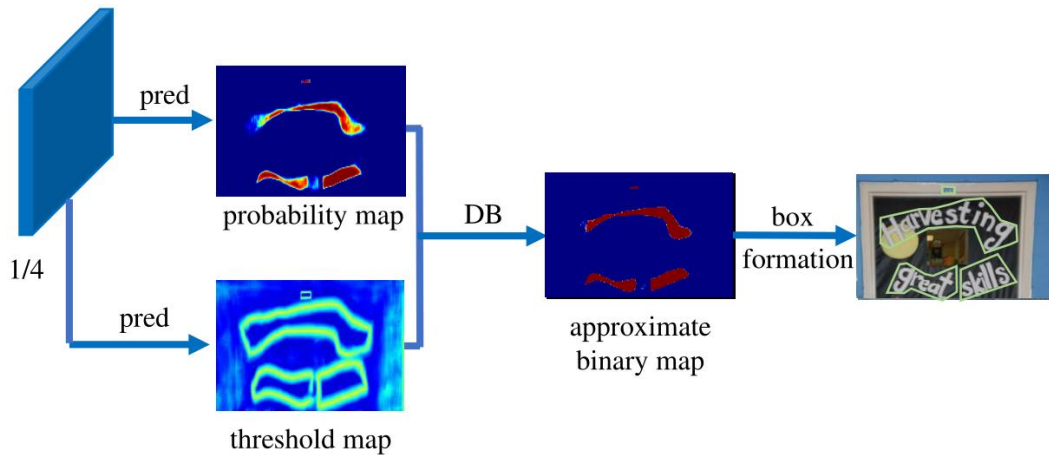 pred
probability map
1/4
pred
threshold map
DB
approximate
binary map
box
formation
Harvesting
great skills